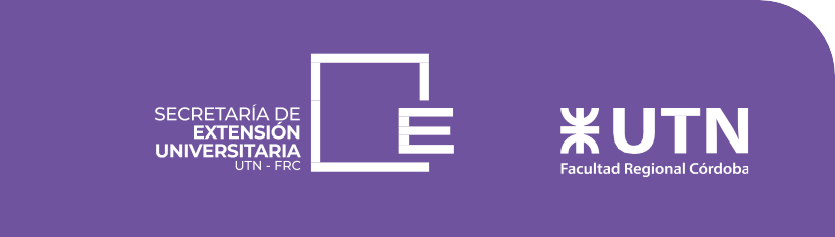 SECRETARÍA DE
EXTENSIÓN
UNIVERSITARIA
UTN - FRC
E
UTN
Facultad Regional Córdoba